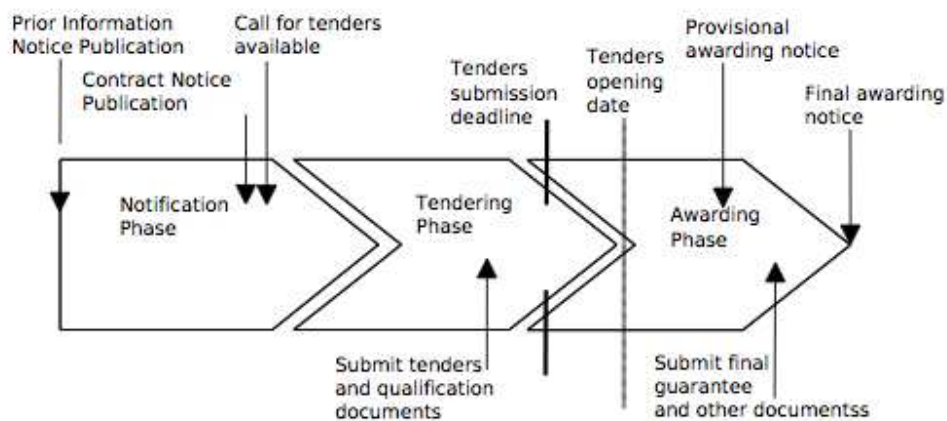 Prior Information
Notice Publication
Call for tenders
available
Contract Notice
Publication
Tenders
submission
deadline
Tenders
opening
date
Provisional
awarding notice
Final awarding
notice
Notification
Phase
Tendering
Phase
Awarding
Phase
Submit tenders
and qualification
documents
Submit final
guarantee
and other documentss